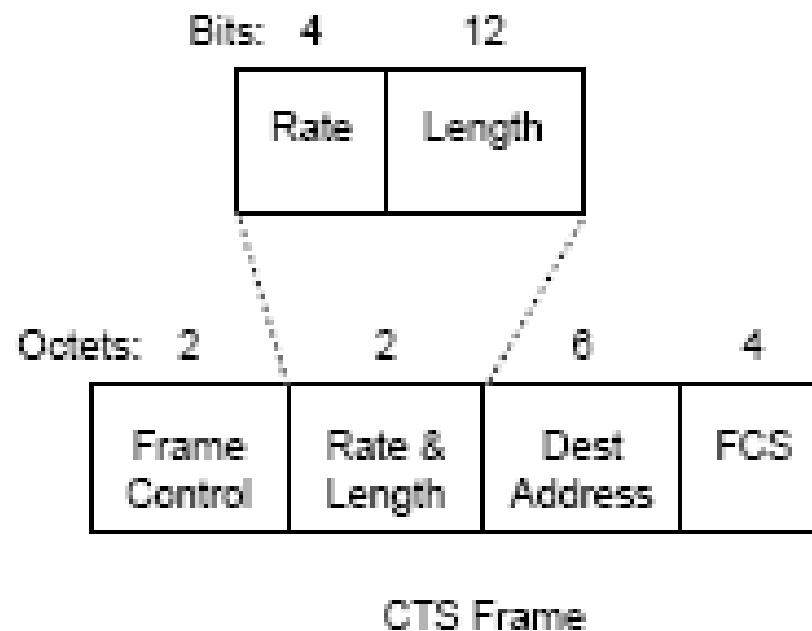 Bits: 4 12
Rate Length
Octets: 2 2 6 4
Frame Rate & Dest FCS
Control Length Address
CTS Frame